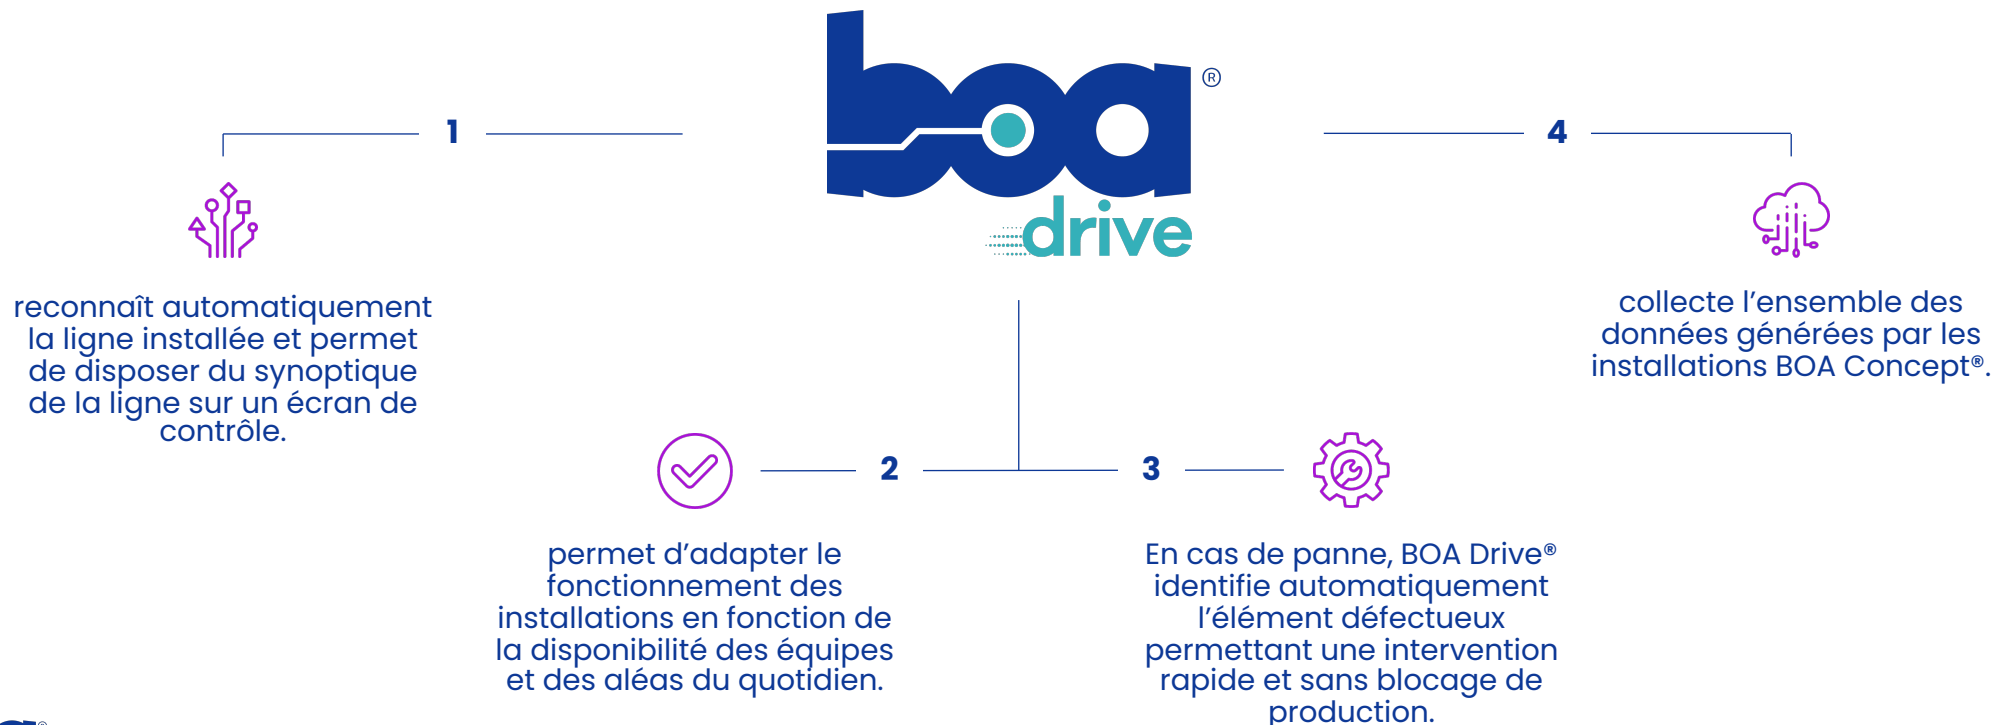 boa®
drive
1
reconnaît automatiquement
la ligne installée et permet
de disposer du synoptique
de la ligne sur un écran de
contrôle.
2
permet d’adapter le
fonctionnement des
installations en fonction de
la disponibilité des équipes
et des aléas du quotidien.
3
En cas de panne, BOA Drive®
identifie automatiquement
l’élément défectueux
permettant une intervention
rapide et sans blocage de
production.
4
collecte l’ensemble des
données générées par les
installations BOA Concept®.